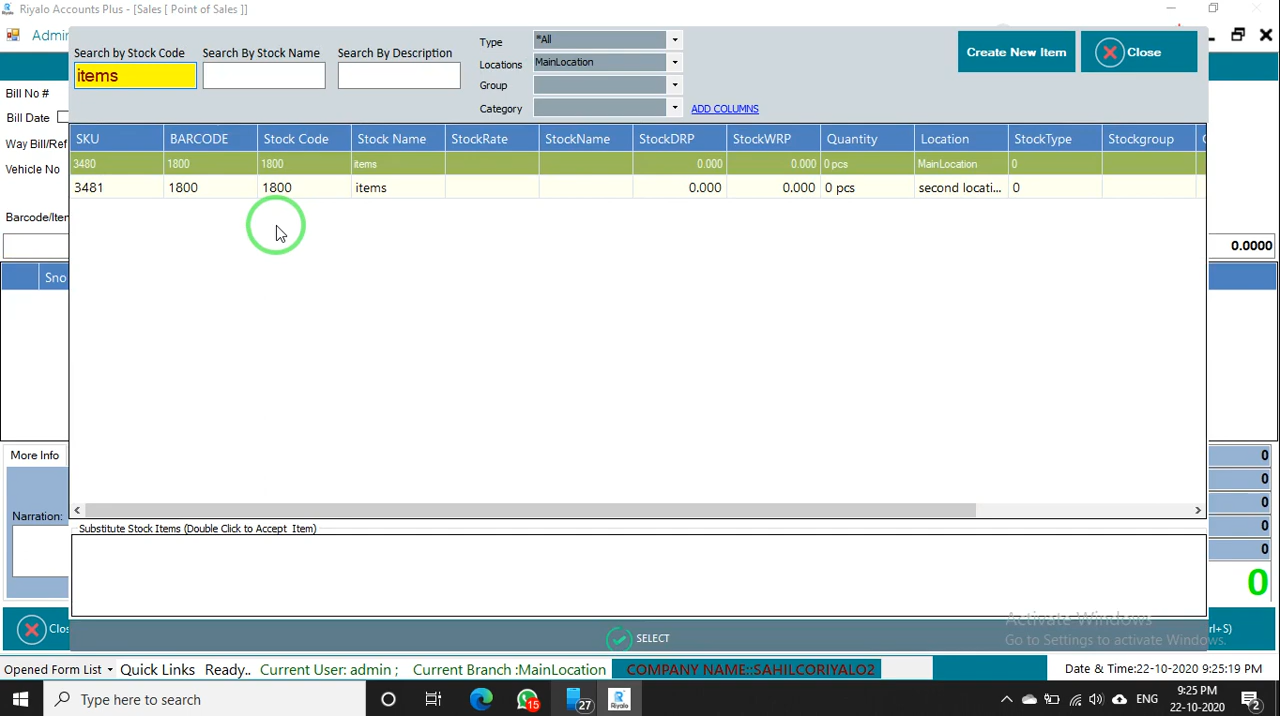 Riyalo Accounts Plus - [Sales [ Point of Sales ]]
Admin
Search by Stock Code Search By Stock Name Search By Description
items
Type *All
Locations MainLocation
Group
Category ADD COLUMNS
Create New Item Close
Bill No #
Bill Date
Way Bill/Ref
Vehicle No
Barcode/Iten
0.0000
Sno
SKU BARCODE Stock Code Stock Name StockRate StockName StockDRP StockWRP Quantity Location StockType Stockgroup
3480 1800 1800 items 0.000 0.000 0 pcs MainLocation 0
3481 1800 1800 items 0.000 0.000 0 pcs second locati... 0
More Info
Narration:
0
0
0
0
0
0
Substitute Stock Items (Double Click to Accept Item)
SELECT
Clo
rl+S)
Activate Windows
Go to Settings to activate Windows.
Opened Form List Quick Links Ready.. Current User: admin ; Current Branch :MainLocation COMPANY NAME::SAHILCORIYALO2 Date & Time:22-10-2020 9:25:19 PM
Type here to search
15
27
Riyalo
ENG
9:25 PM
22-10-2020
2